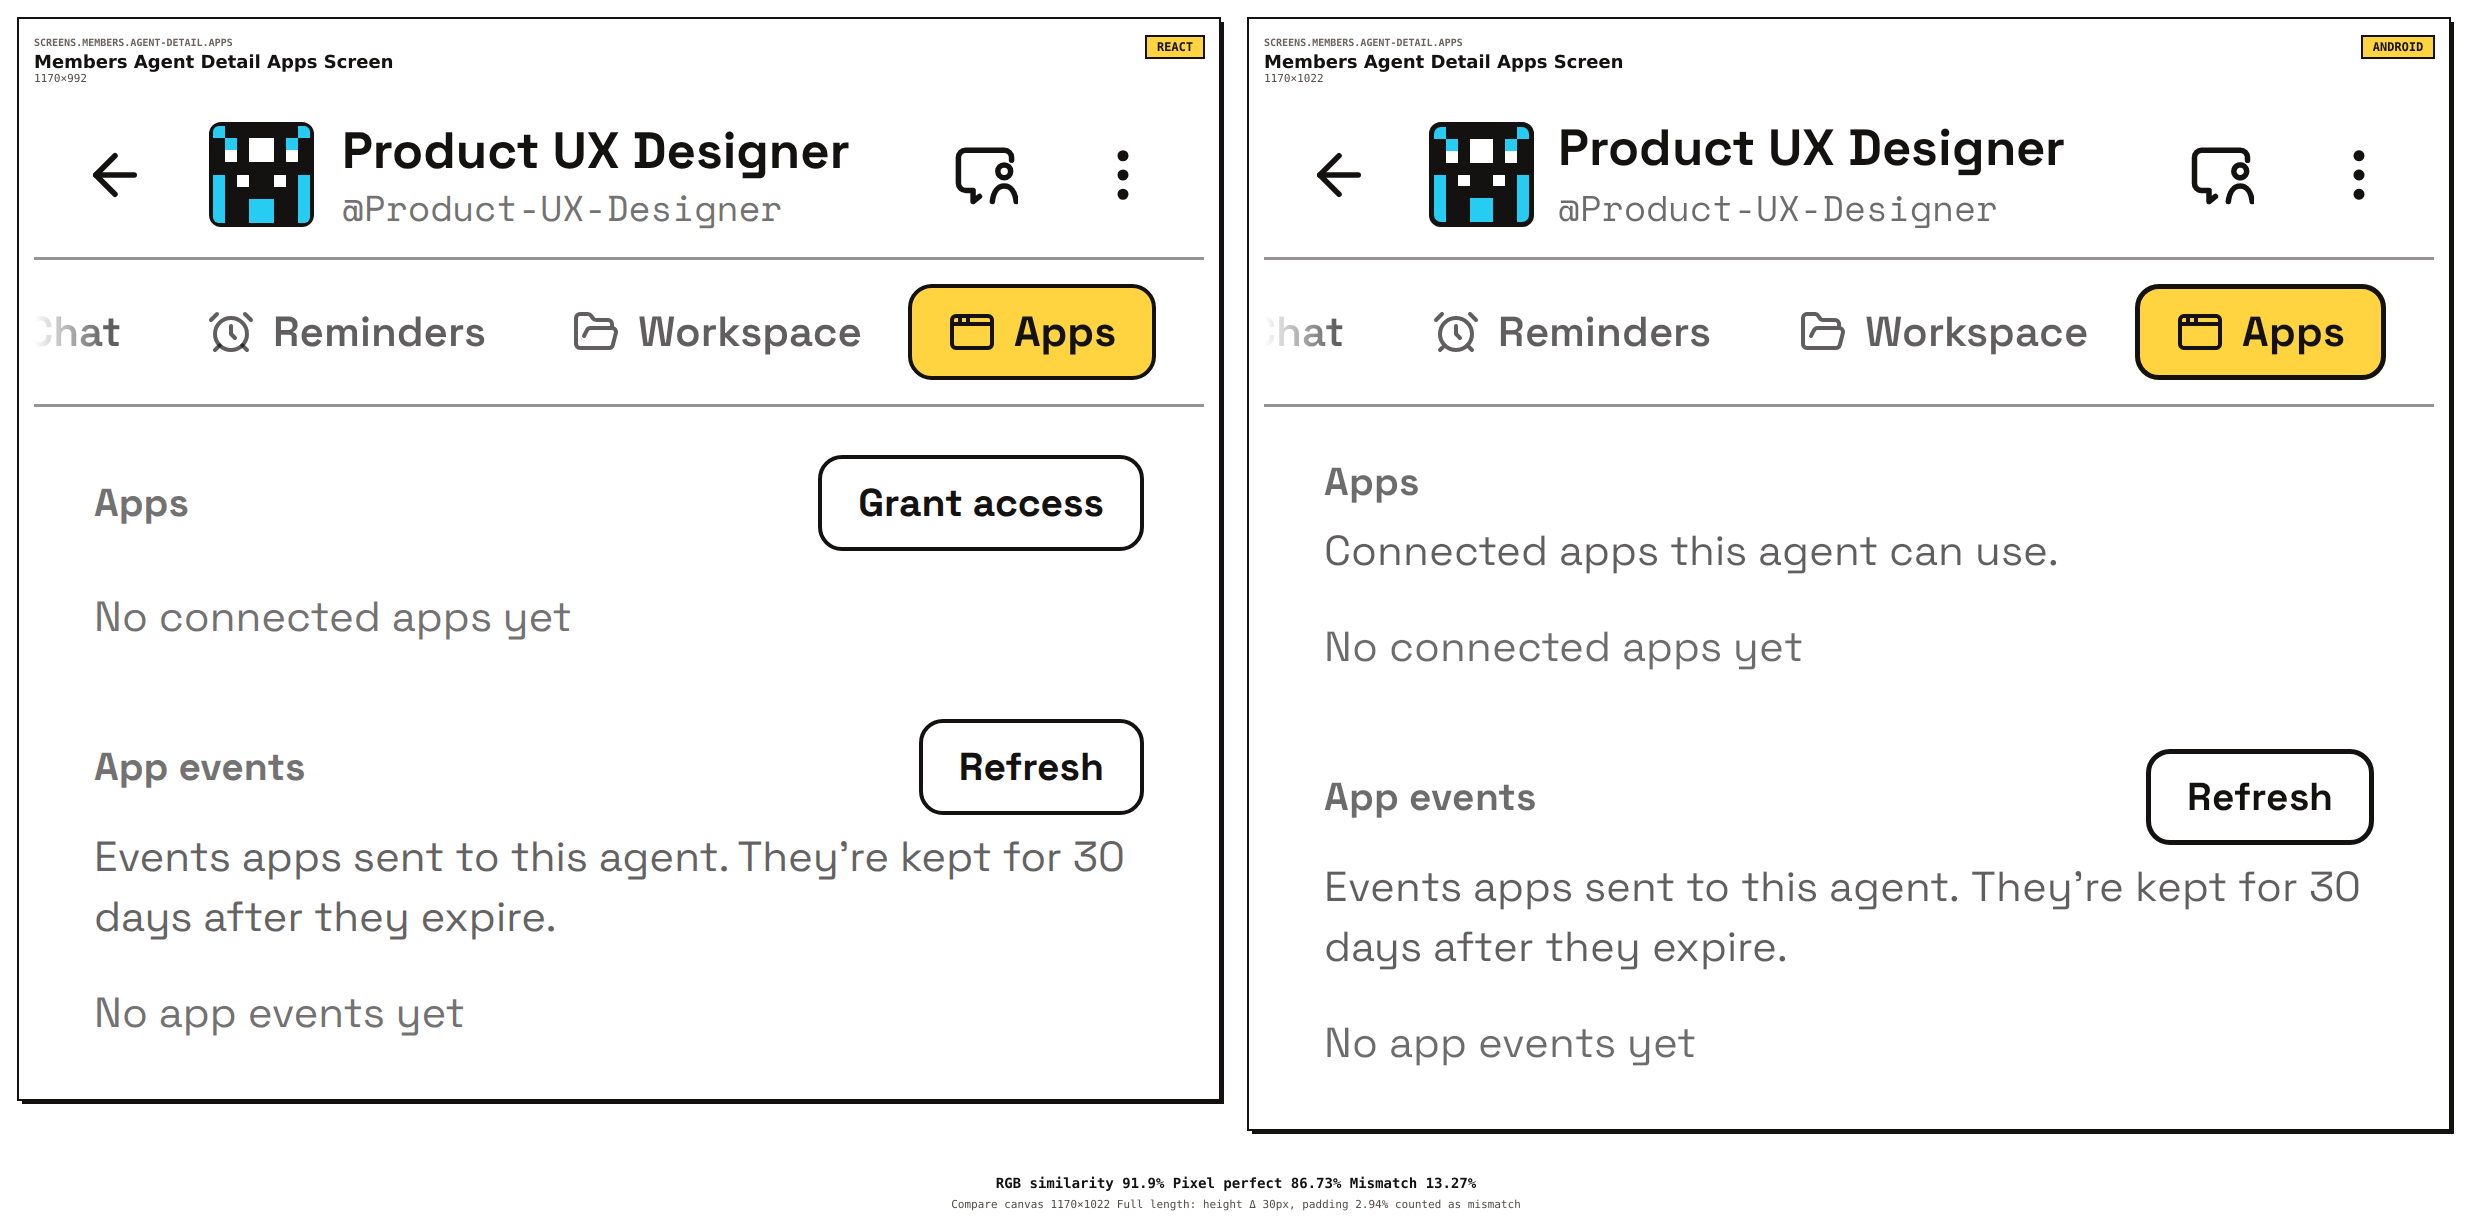 SCREENS.MEMBERS.AGENT-DETAIL.APPS
Members Agent Detail Apps Screen
1170×992
REACT
Product UX Designer
@Product-UX-Designer
Chat
Reminders
Workspace
Apps
Apps
Grant access
No connected apps yet
App events
Refresh
Events apps sent to this agent. They’re kept for 30
days after they expire.
No app events yet
SCREENS.MEMBERS.AGENT-DETAIL.APPS
Members Agent Detail Apps Screen
1170×1022
ANDROID
Product UX Designer
@Product-UX-Designer
Chat
Reminders
Workspace
Apps
Apps
Connected apps this agent can use.
No connected apps yet
App events
Refresh
Events apps sent to this agent. They’re kept for 30
days after they expire.
No app events yet
RGB similarity 91.9% Pixel perfect 86.73% Mismatch 13.27%
Compare canvas 1170×1022 Full length: height Δ 30px, padding 2.94% counted as mismatch